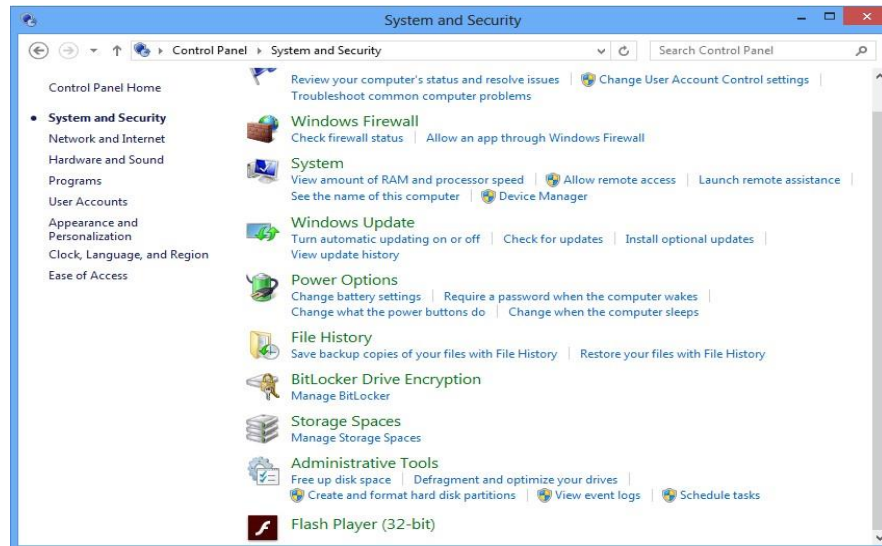 System and Security
Control Panel System and Security
Search Control Panel
Control Panel Home
System and Security
Network and Internet
Hardware and Sound
Programs
User Accounts
Appearance and
Personalization
Clock, Language, and Region
Ease of Access
Review your computer's status and resolve issues Change User Account Control settings
Troubleshoot common computer problems
Windows Firewall
Check firewall status Allow an app through Windows Firewall
System
View amount of RAM and processor speed Allow remote access Launch remote assistance
See the name of this computer Device Manager
Windows Update
Turn automatic updating on or off Check for updates Install optional updates
View update history
Power Options
Change battery settings Require a password when the computer wakes
Change what the power buttons do Change when the computer sleeps
File History
Save backup copies of your files with File History Restore your files with File History
BitLocker Drive Encryption
Manage BitLocker
Storage Spaces
Manage Storage Spaces
Administrative Tools
Free up disk space Defragment and optimize your drives
Create and format hard disk partitions View event logs Schedule tasks
Flash Player (32-bit)